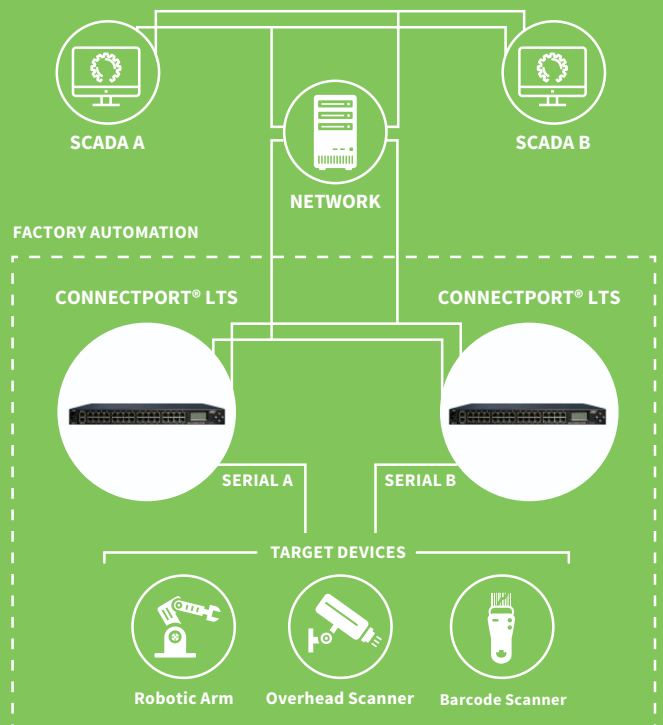 SCADA A
SCADA B
NETWORK
FACTORY AUTOMATION
CONNECTPORT® LTS
CONNECTPORT® LTS
SERIAL A
SERIAL B
TARGET DEVICES
Robotic Arm
Overhead Scanner
Barcode Scanner